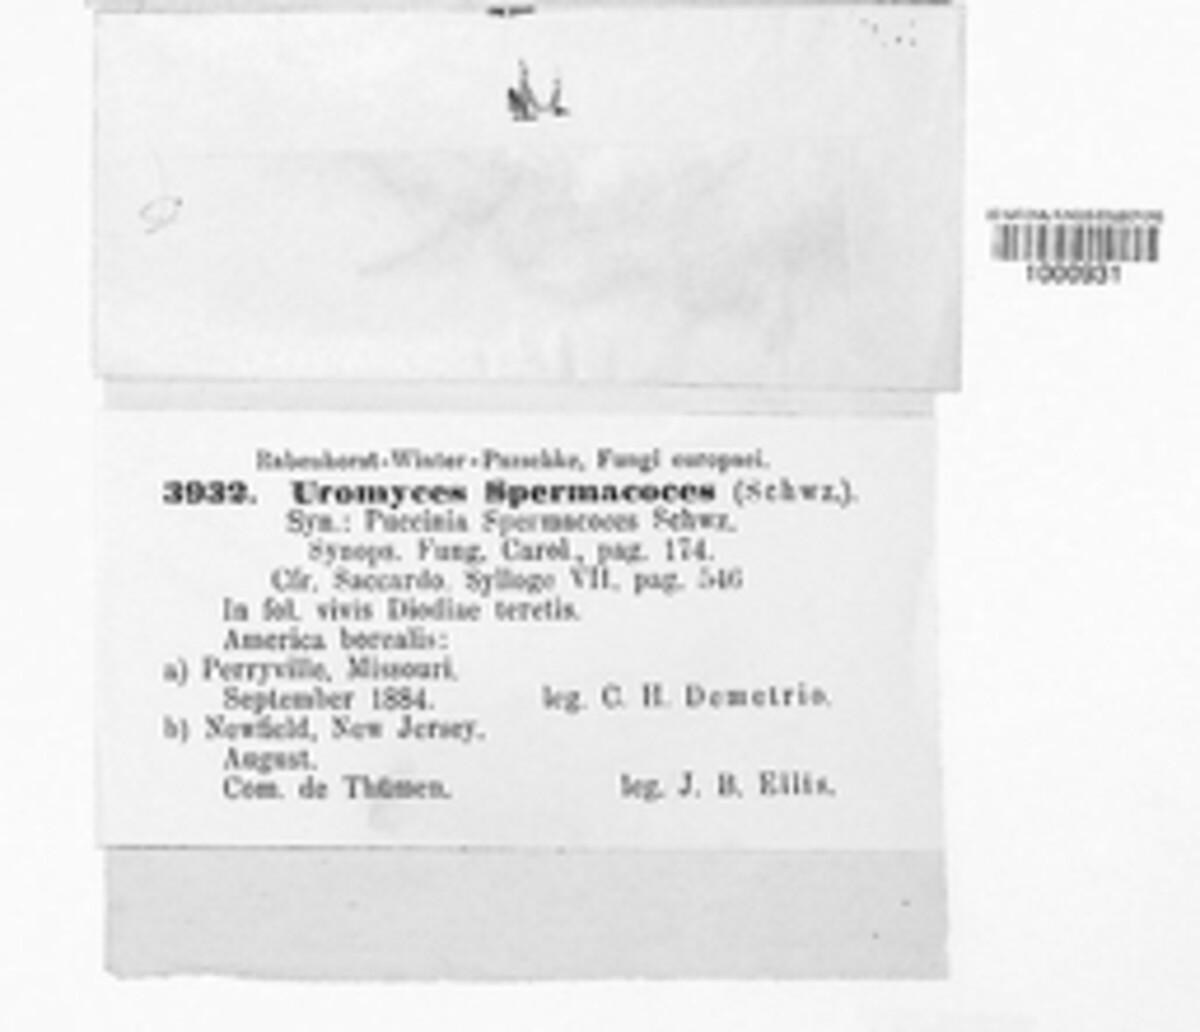 1000931
Rabenhorst-Winter-Pazschke, Fungi europaei.
3932. Uromyces Spermacoces (Schwz.).
Syn.: Puccinia Spermacoces Schwz.
Synops. Fung. Carol., pag. 174.
Cfr. Saccardo. Sylloge VII, pag. 546
In fol. vivis Diodiae teretis.
America borealis:
a) Perryville, Missouri.
September 1884. leg. C. H. Demetrio.
b) Newfield, New Jersey.
August.
Com. de Thümen. leg. J. B. Ellis.